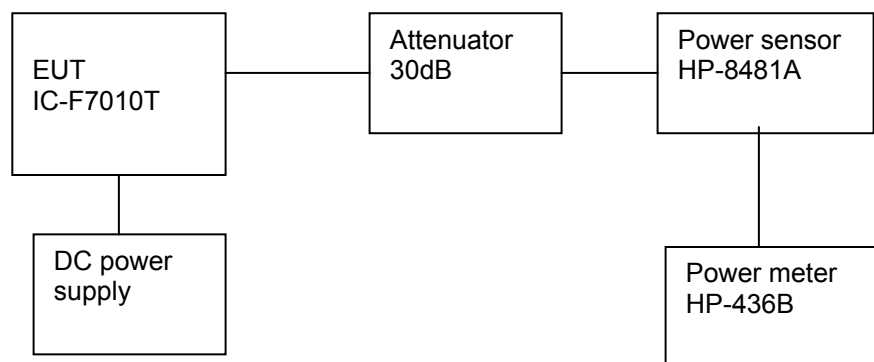 EUT
IC-F7010T
Attenuator
30dB
Power sensor
HP-8481A
DC power
supply
Power meter
HP-436B